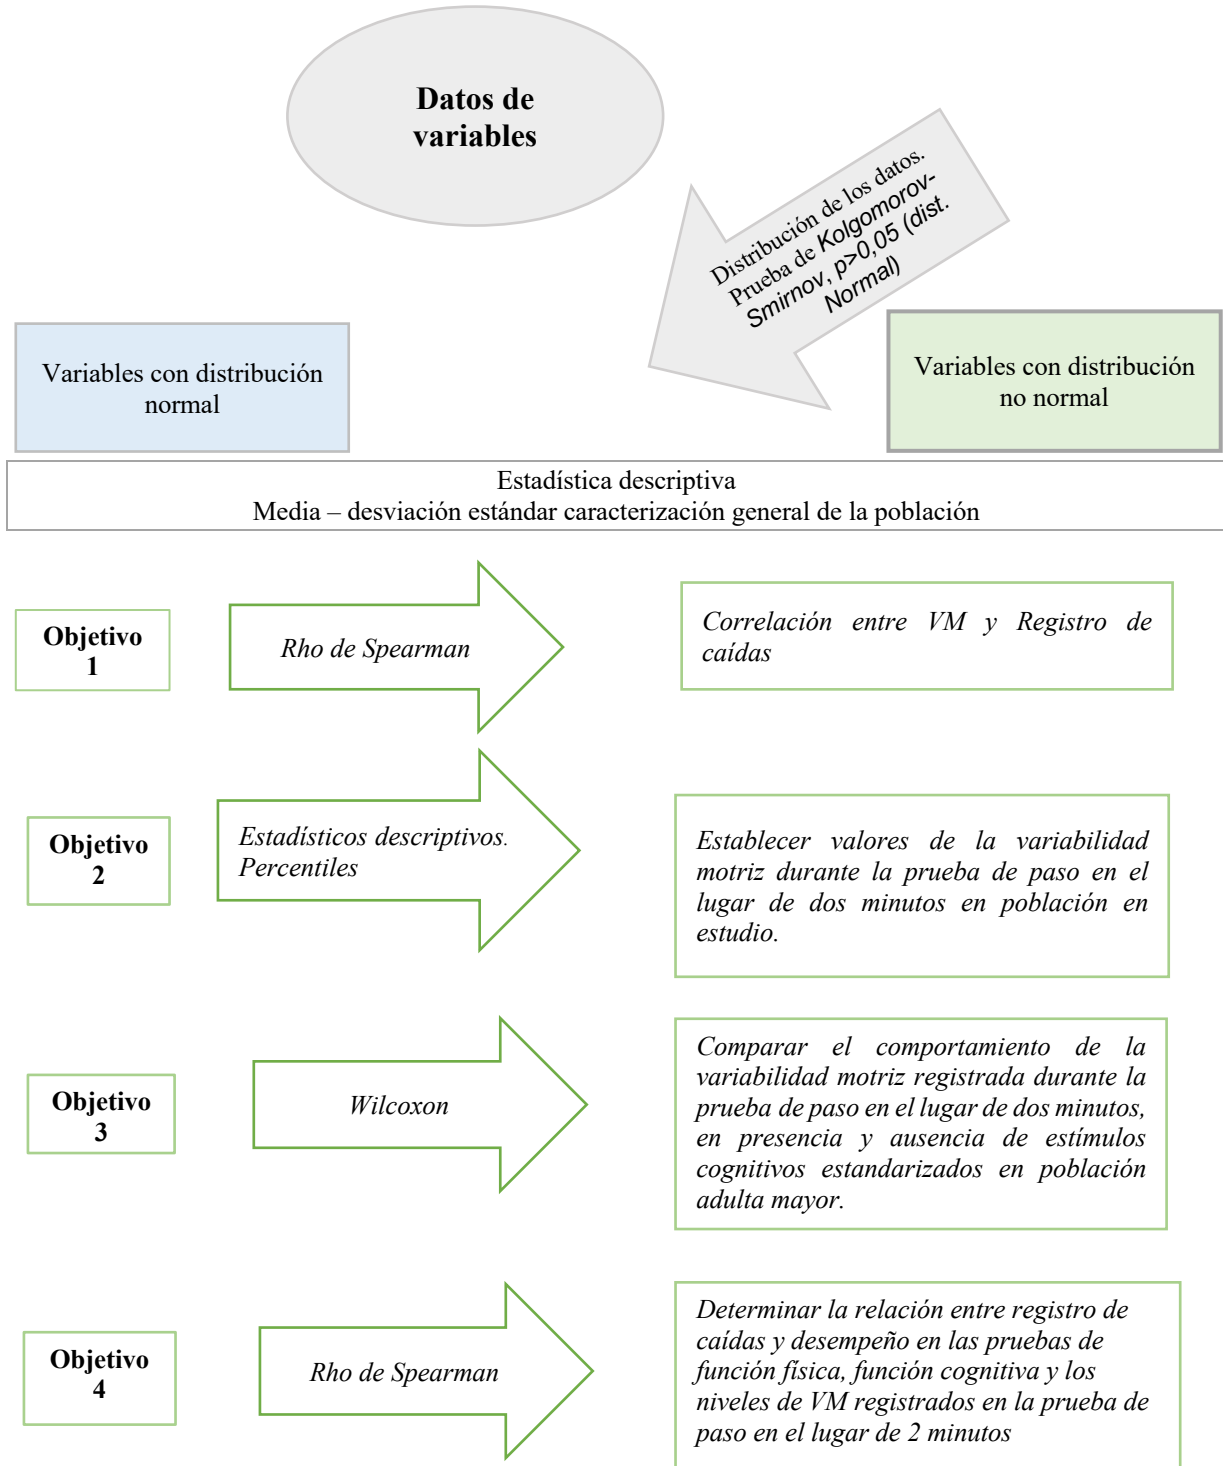 Datos de
variables
Distribución de los datos.
Prueba de Kolgomorov-
Smirnov, p>0,05 (dist.
Normal)
Variables con distribución
normal
Variables con distribución
no normal
Estadística descriptiva
Media – desviación estándar caracterización general de la población
Objetivo
1
Rho de Spearman
Correlación entre VM y Registro de
caídas
Objetivo
2
Estadísticos descriptivos.
Percentiles
Establecer valores de la variabilidad
motriz durante la prueba de paso en el
lugar de dos minutos en población en
estudio.
Objetivo
3
Wilcoxon
Comparar el comportamiento de la
variabilidad motriz registrada durante la
prueba de paso en el lugar de dos minutos,
en presencia y ausencia de estímulos
cognitivos estandarizados en población
adulta mayor.
Objetivo
4
Rho de Spearman
Determinar la relación entre registro de
caídas y desempeño en las pruebas de
función física, función cognitiva y los
niveles de VM registrados en la prueba de
paso en el lugar de 2 minutos